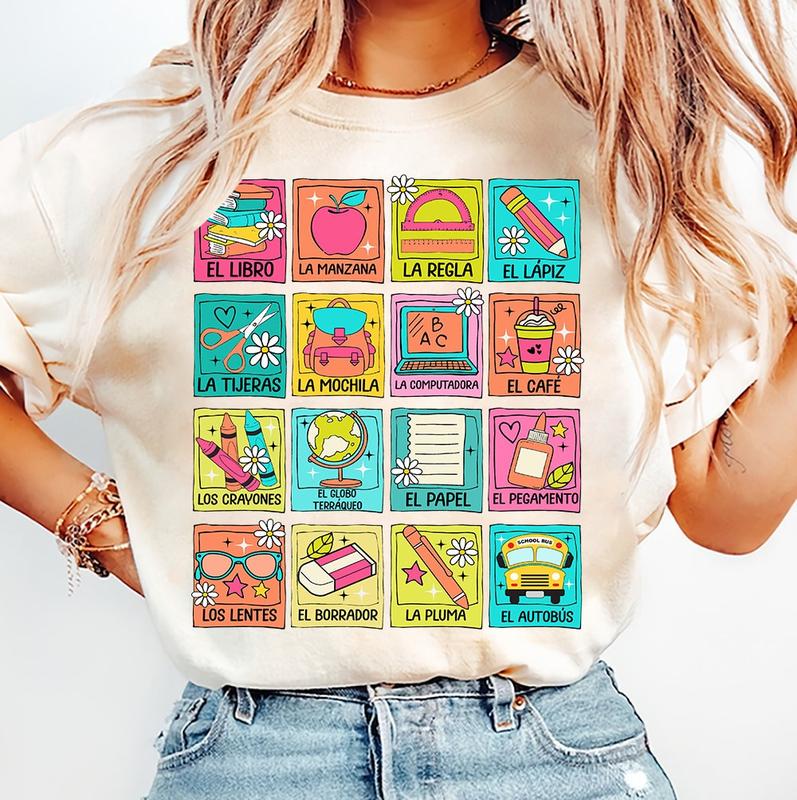 EL LIBRO
LA MANZANA
LA REGLA
EL LÁPIZ
LA TIJERAS
LA MOCHILA
B
A C
LA COMPUTADORA
EL CAFÉ
LOS CRAYONES
EL GLOBO
TERRÁQUEO
EL PAPEL
EL PEGAMENTO
LOS LENTES
EL BORRADOR
LA PLUMA
SCHOOL BUS
EL AUTOBÚS